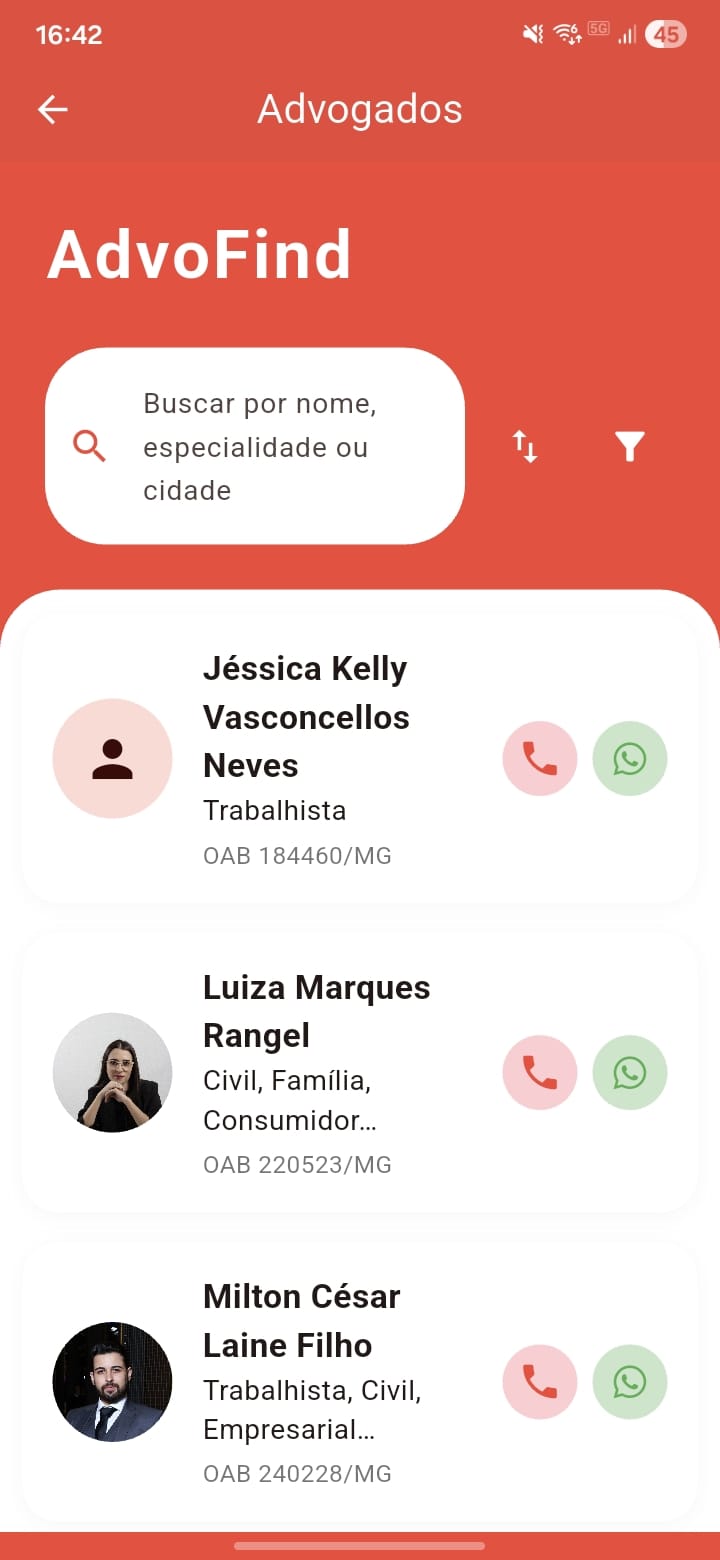 16:42
5G
45
Advogados
AdvoFind
Buscar por nome,
especialidade ou
cidade
Jéssica Kelly
Vasconcellos
Neves
Trabalhista
OAB 184460/MG
Luiza Marques
Rangel
Civil, Família,
Consumidor…
OAB 220523/MG
Milton César
Laine Filho
Trabalhista, Civil,
Empresarial…
OAB 240228/MG